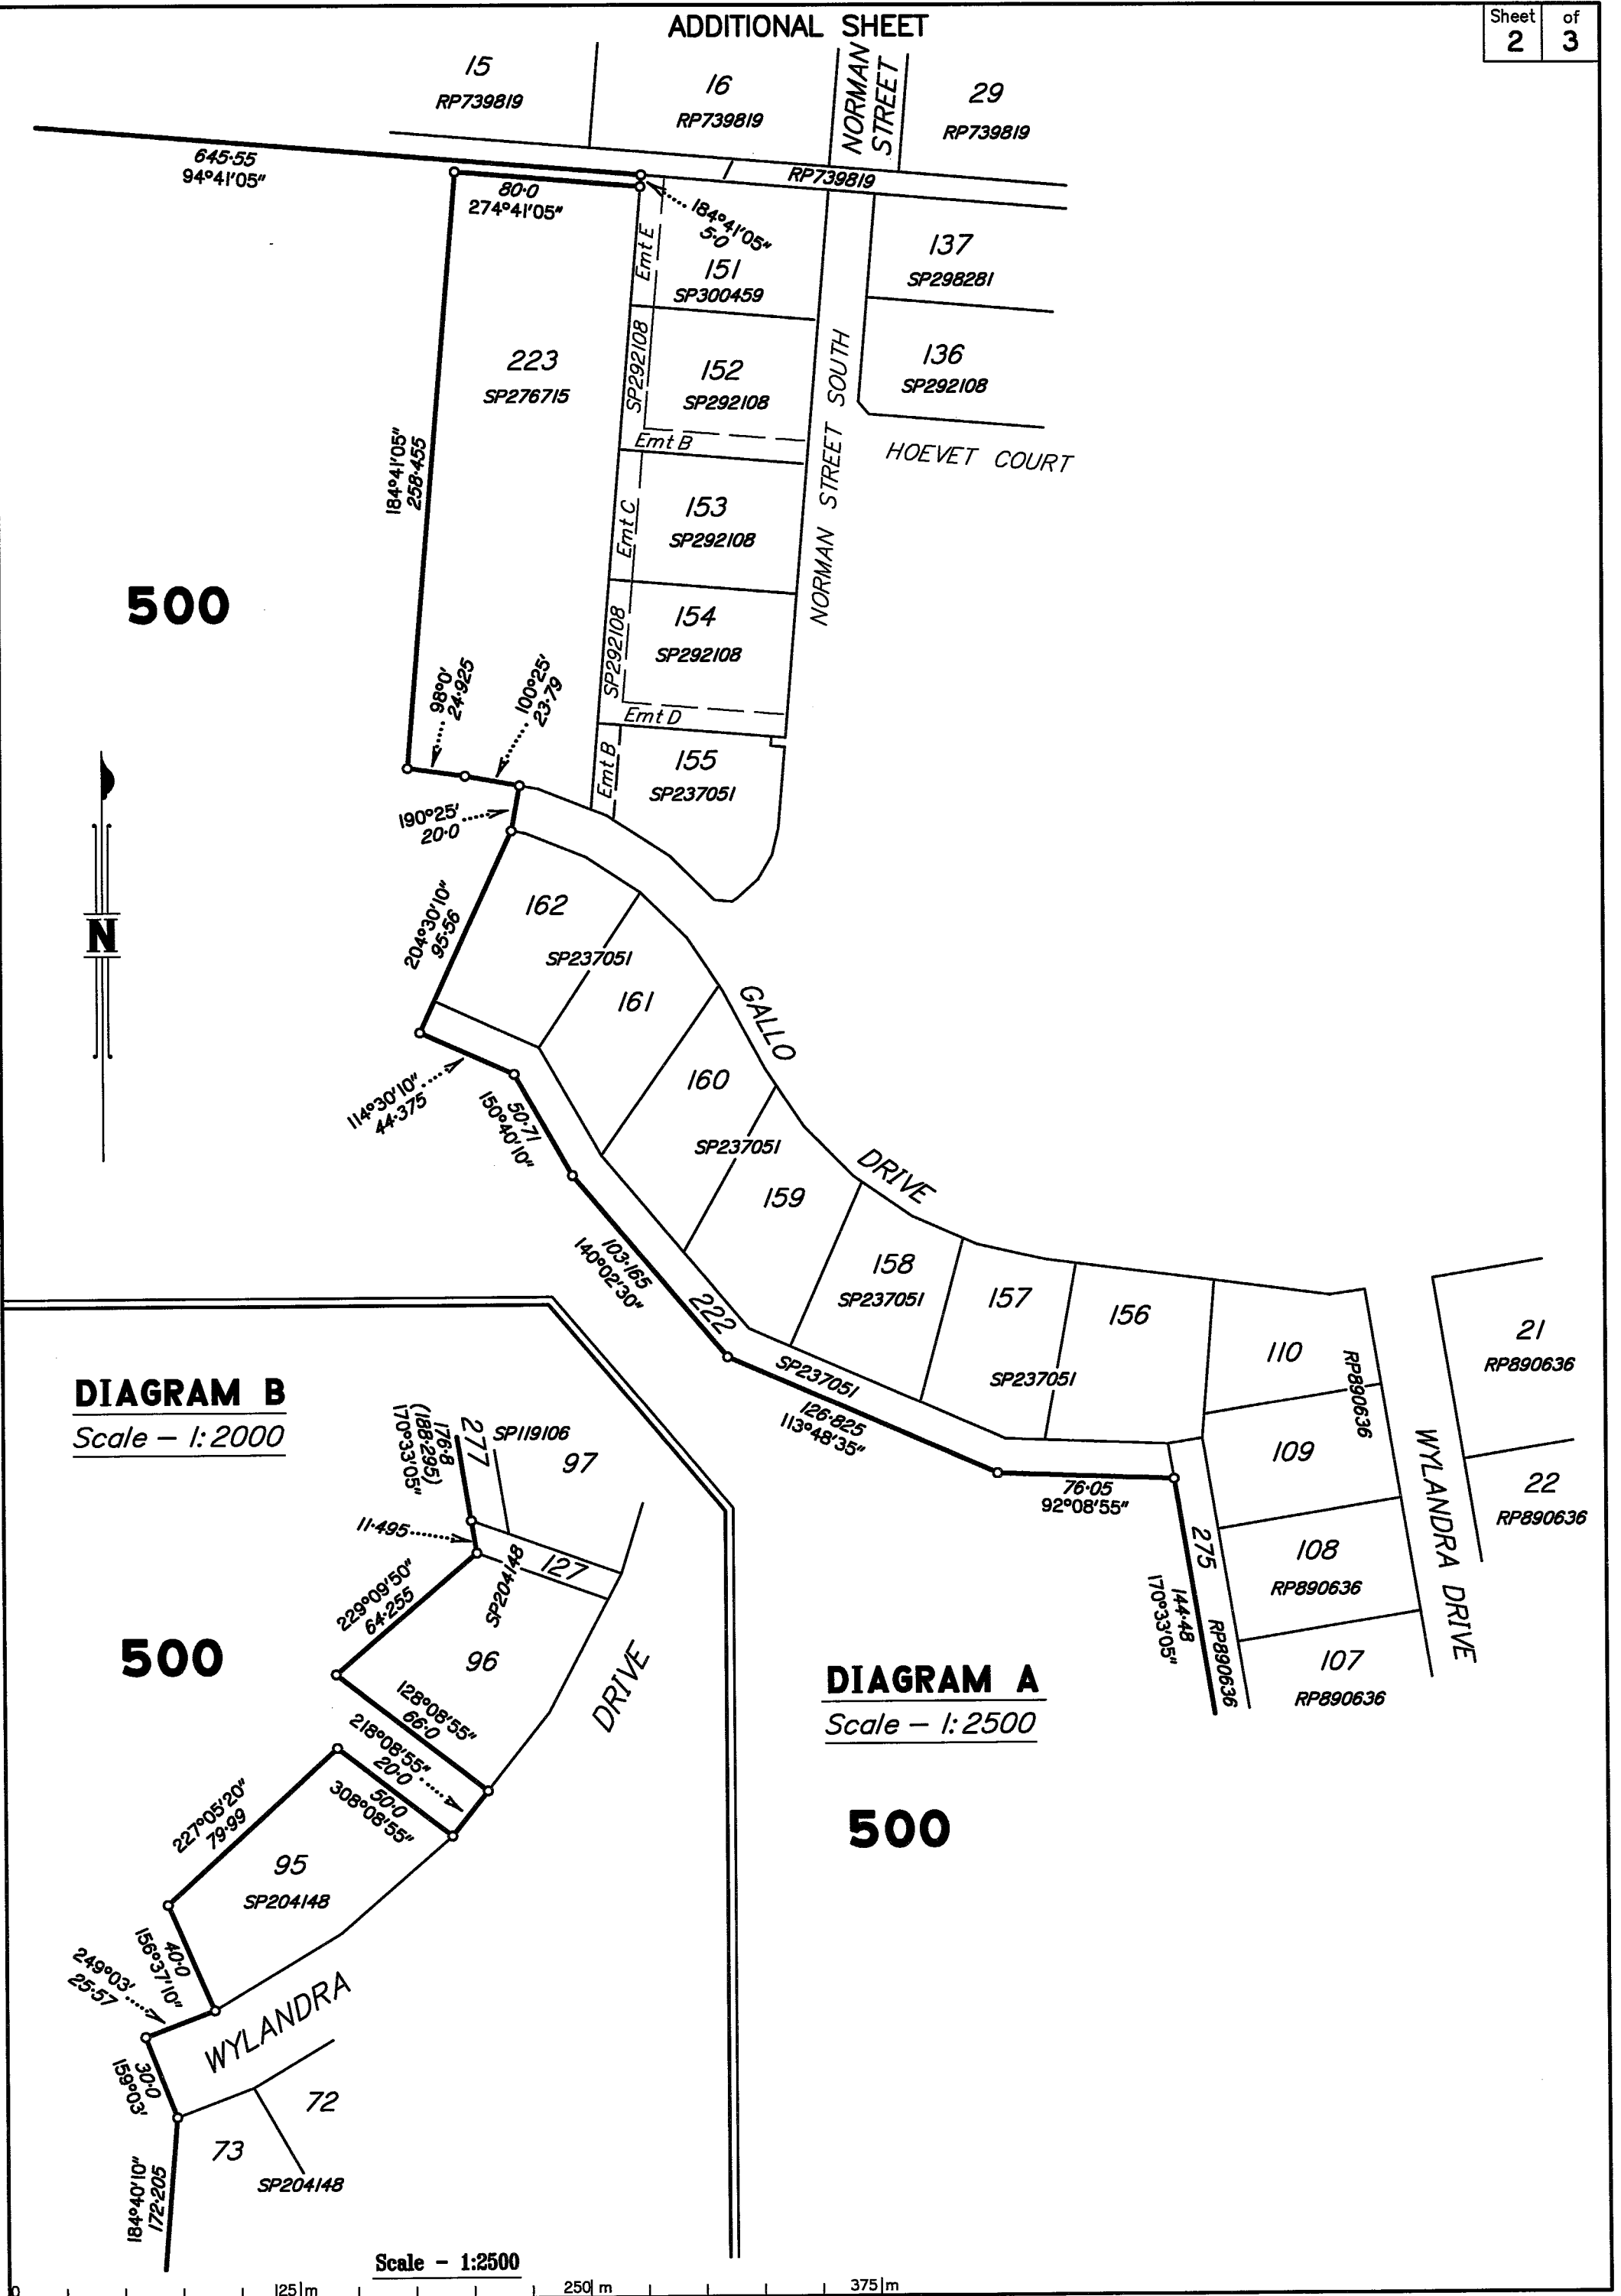 ADDITIONAL SHEET
Sheet of
2 3
15
RP739819
16
RP739819
NORMAN
STREET
29
RP739819
645·55
94°41'05"
80·0
274°41'05"
1
RP739819
184°41'05"
5·0
Emt E
151
SP300459
137
SP298281
223
SP276715
SP292108
152
SP292108
136
SP292108
Emt B
HOEVET COURT
NORMAN STREET SOUTH
184°41'05"
258·455
Emt C
153
SP292108
500
154
SP292108
SP292108
Emt D
98°0'
24·925
100°25'
23·79
Emt B
155
SP237051
190°25'
20·0
N
204°30'10"
95·56
162
SP237051
161
GALLO
160
SP237051
114°30'10"
44·375
50·71
150°40'10"
159
DRIVE
103·165
140°02'30"
222
158
SP237051
157
156
SP237051
SP237051
126·825
113°48'35"
110
RP890636
21
RP890636
109
WYLANDRA DRIVE
22
RP890636
76·05
92°08'55"
275
108
RP890636
144·48
170°33'05"
RP890636
107
RP890636
DIAGRAM A
Scale – 1:2500
500
DIAGRAM B
Scale – 1:2000
176·8
(188·295)
170°33'05"
277
SP119106
97
11·495
127
SP204148
229°09'50"
64·255
500
96
128°08'55"
66·0
218°08'55"
20·0
DRIVE
50·0
308°08'55"
227°05'20"
79·99
95
SP204148
40·0
156°37'10"
249°03'
25·57
WYLANDRA
30·0
159°03'
72
73
SP204148
184°40'10"
172·205
Scale - 1:2500
0 125 m 250 m 375 m